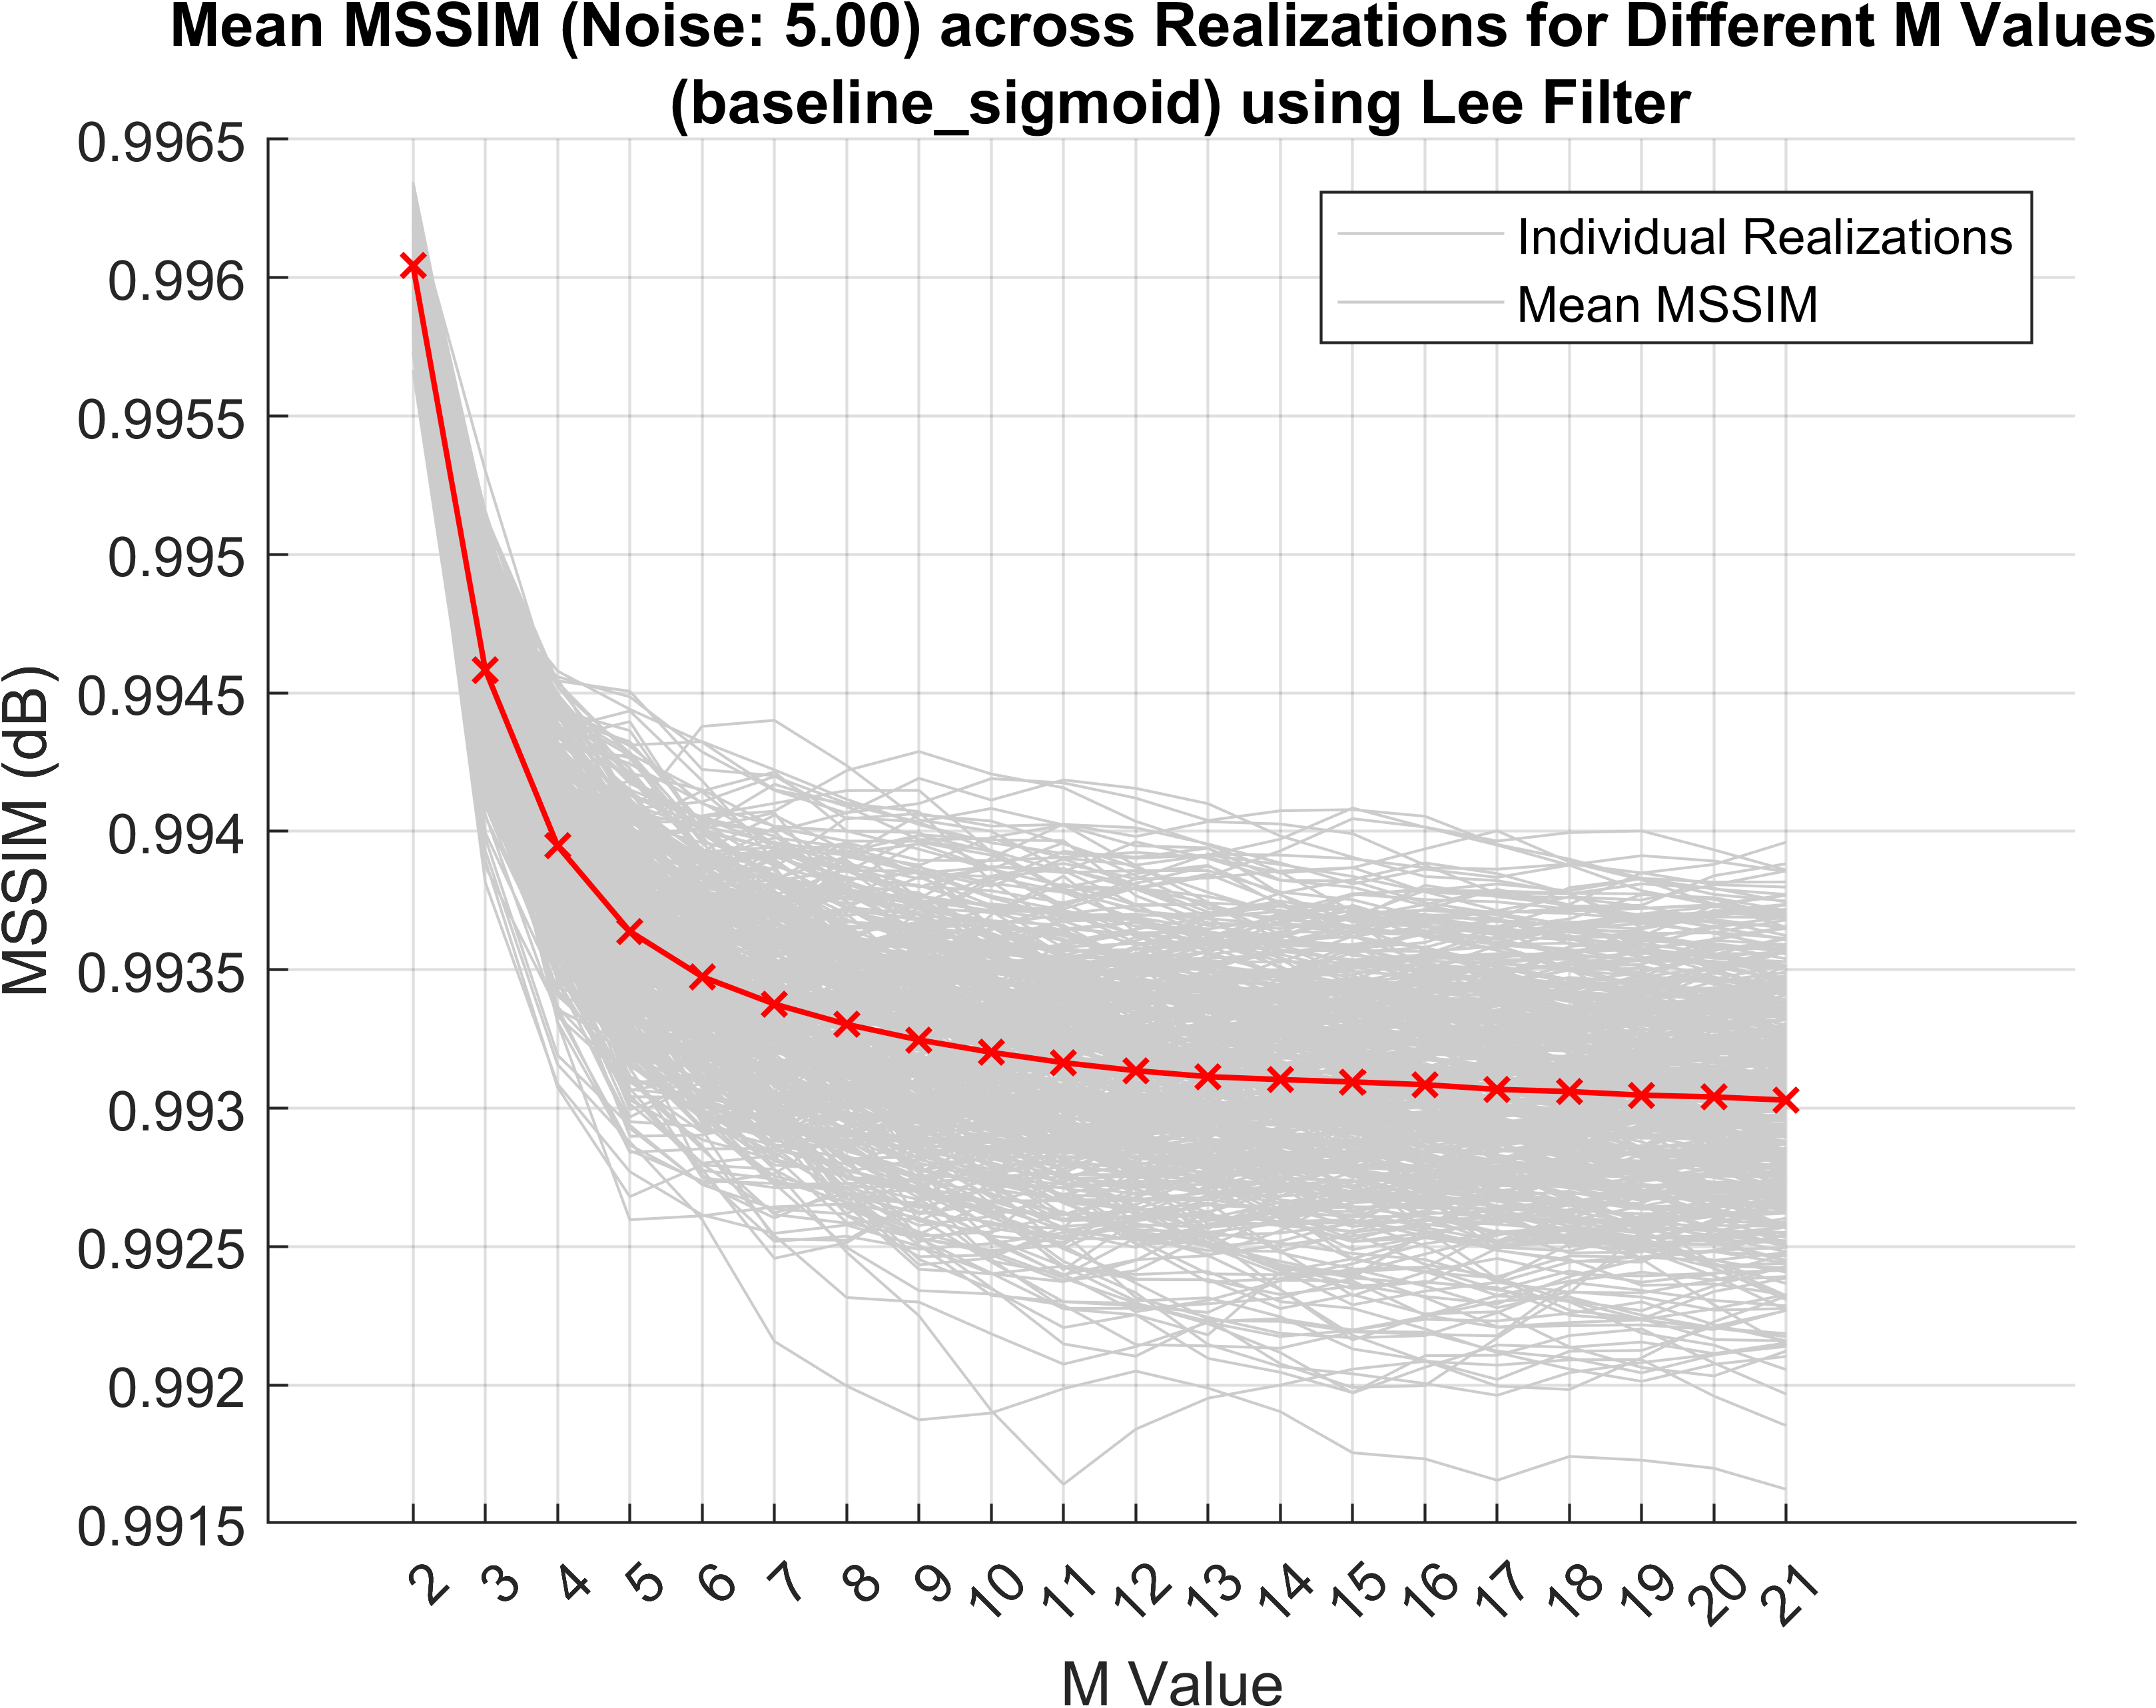 Mean MSSIM (Noise: 5.00) across Realizations for Different M Values
(baseline_sigmoid) using Lee Filter
0.9965
0.996
0.9955
0.995
0.9945
0.994
0.9935
0.993
0.9925
0.992
0.9915
MSSIM (dB)
Individual Realizations
Mean MSSIM
2 3 4 5 6 7 8 9 10 11 12 13 14 15 16 17 18 19 20 21
M Value